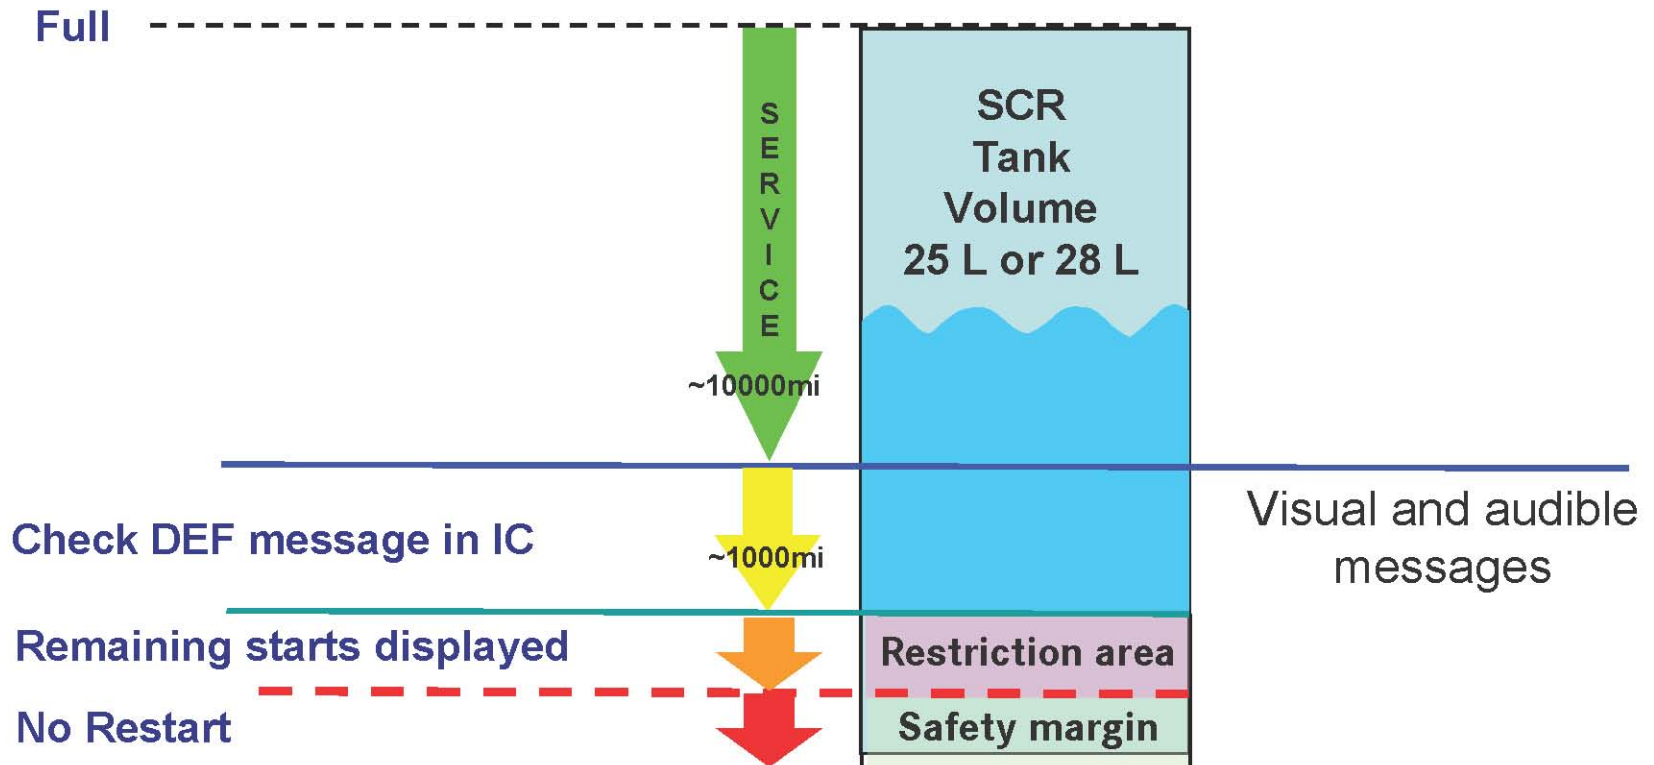 Full
SERVICE
~10000mi
SCR
Tank
Volume
25 L or 28 L
Check DEF message in IC
~1000mi
Visual and audible
messages
Remaining starts displayed
Restriction area
No Restart
Safety margin